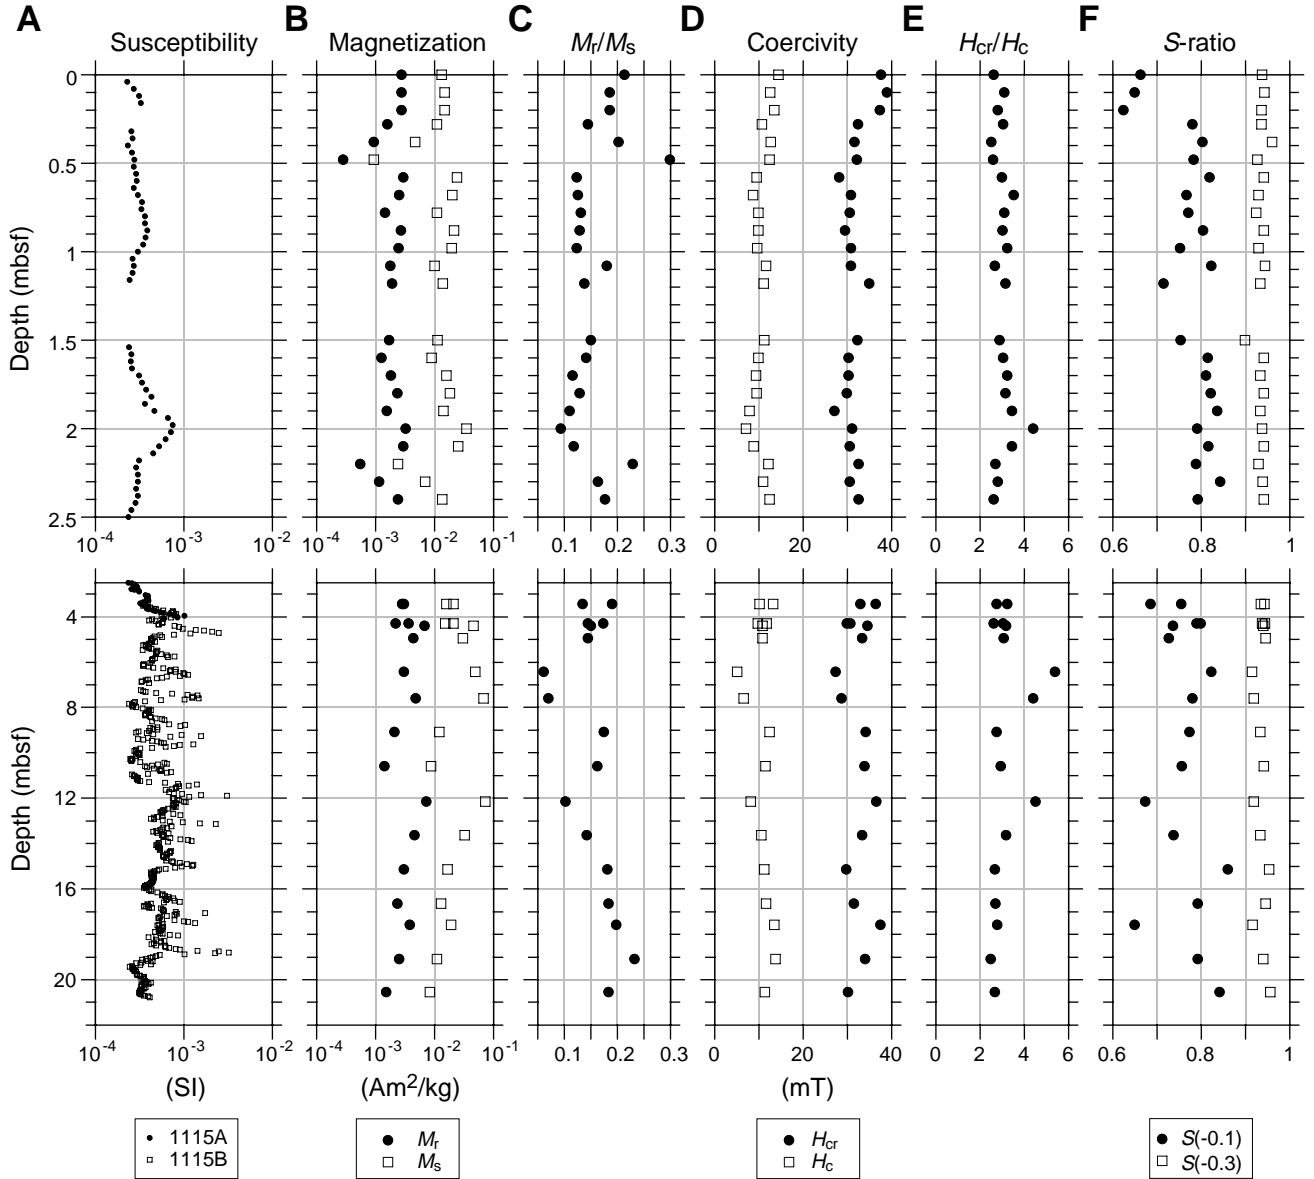 A B C D E F
Susceptibility Magnetization Mr/Ms Coercivity Hcr/Hc S-ratio
0
0.5
1
1.5
2
2.5
Depth (mbsf)
10-4 10-3 10-2 10-4 10-3 10-2 10-1 0.1 0.2 0.3 0 20 40 0 2 4 6 0.6 0.8 1
4
8
12
16
20
Depth (mbsf)
10-4 10-3 10-2 10-4 10-3 10-2 10-1 0.1 0.2 0.3 0 20 40 0 2 4 6 0.6 0.8 1
(SI) (Am2/kg) (mT)
1115A
1115B
Mr
Ms
Hcr
Hc
S(-0.1)
S(-0.3)